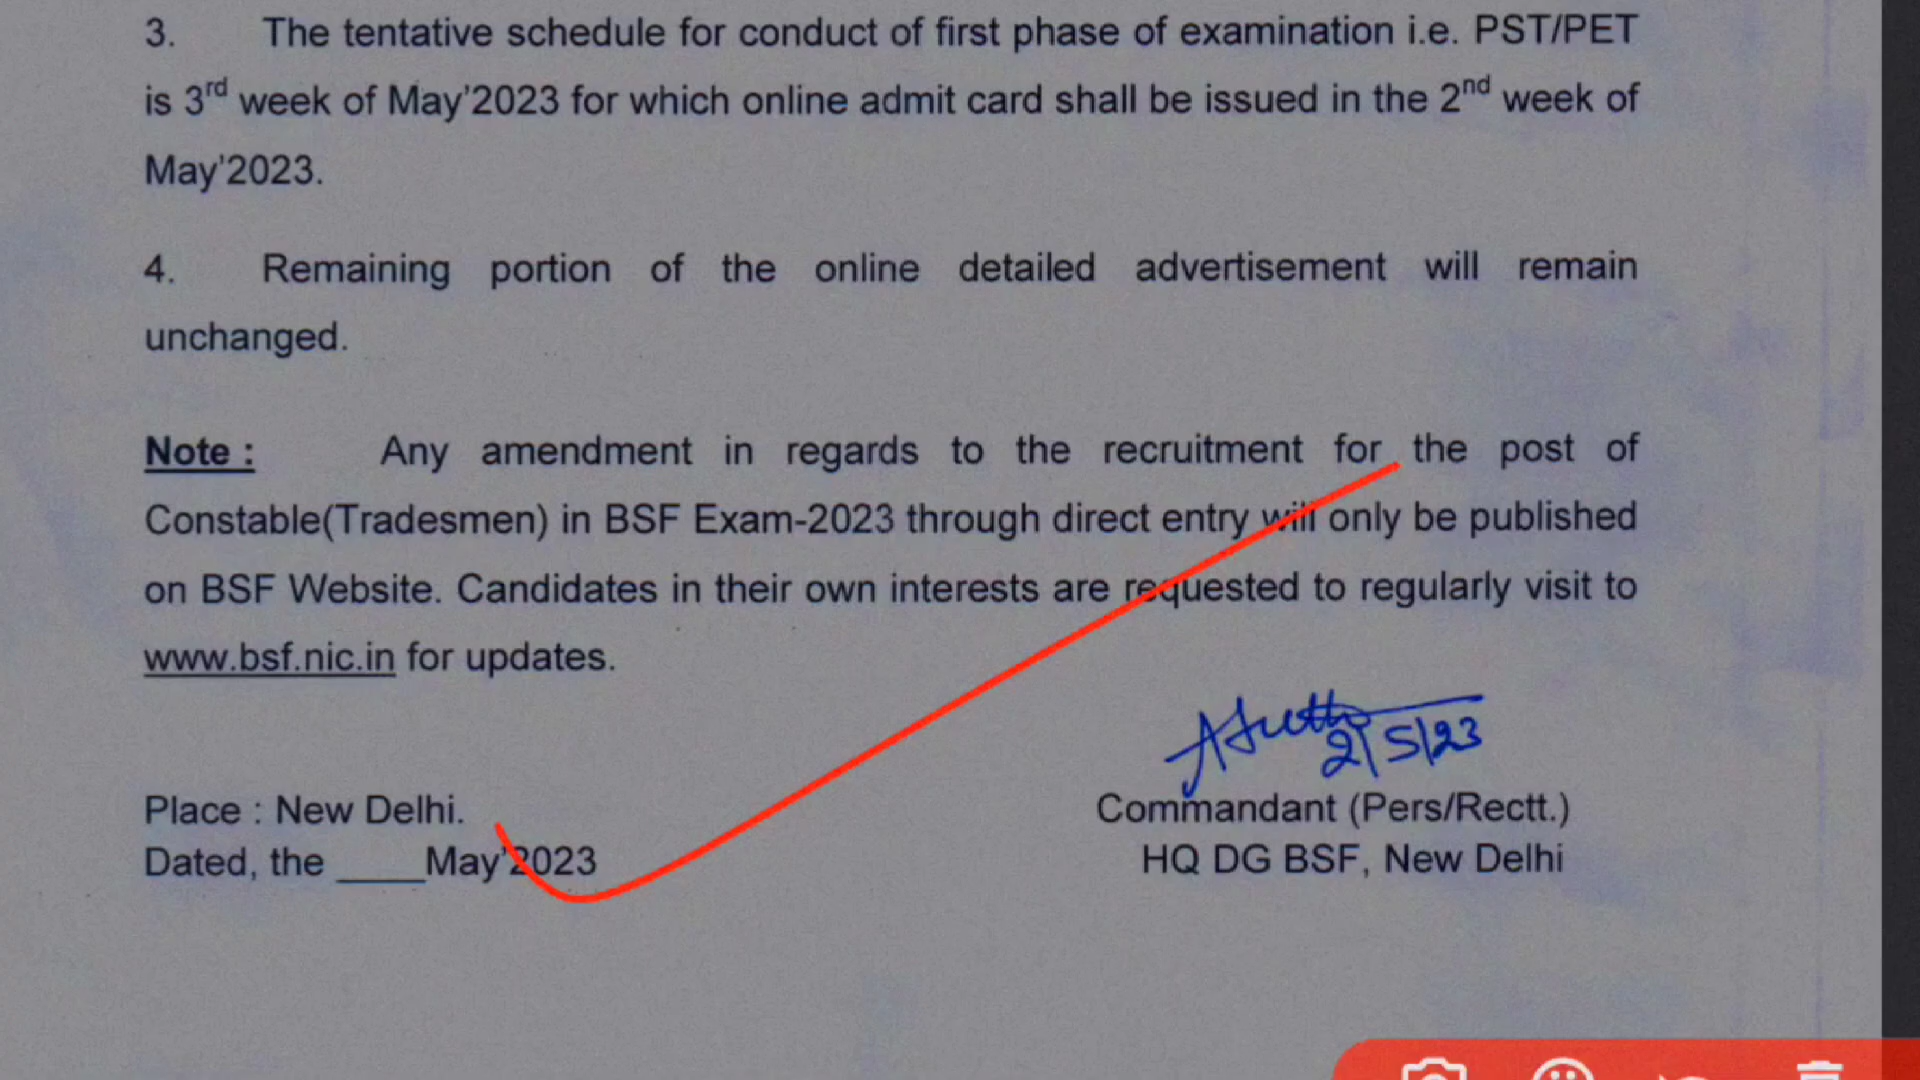 3. The tentative schedule for conduct of first phase of examination i.e. PST/PET
is 3rd week of May'2023 for which online admit card shall be issued in the 2nd week of
May'2023.
4. Remaining portion of the online detailed advertisement will remain
unchanged.
Note : Any amendment in regards to the recruitment for the post of
Constable(Tradesmen) in BSF Exam-2023 through direct entry will only be published
on BSF Website. Candidates in their own interests are requested to regularly visit to
www.bsf.nic.in for updates.
2/5/23
Place : New Delhi.
Commandant (Pers/Rectt.)
Dated, the ____May'2023
HQ DG BSF, New Delhi